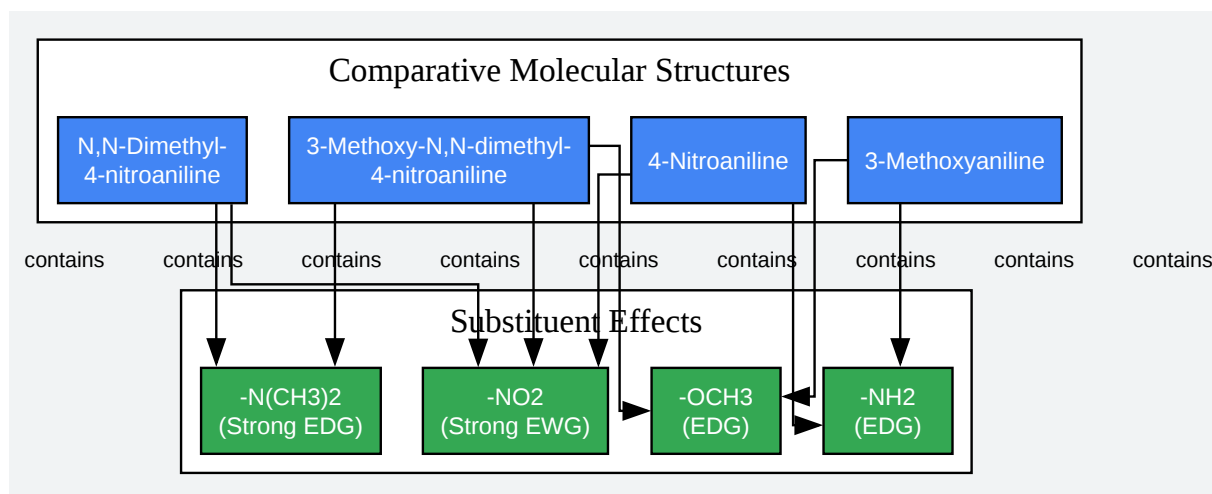 Comparative Molecular Structures
N,N-Dimethyl-
4-nitroaniline
3-Methoxy-N,N-dimethyl-
4-nitroaniline
4-Nitroaniline
3-Methoxyaniline
contains
contains
contains
contains
contains
contains
contains
contains
contains
Substituent Effects
-N(CH3)2
(Strong EDG)
-NO2
(Strong EWG)
-OCH3
(EDG)
-NH2
(EDG)